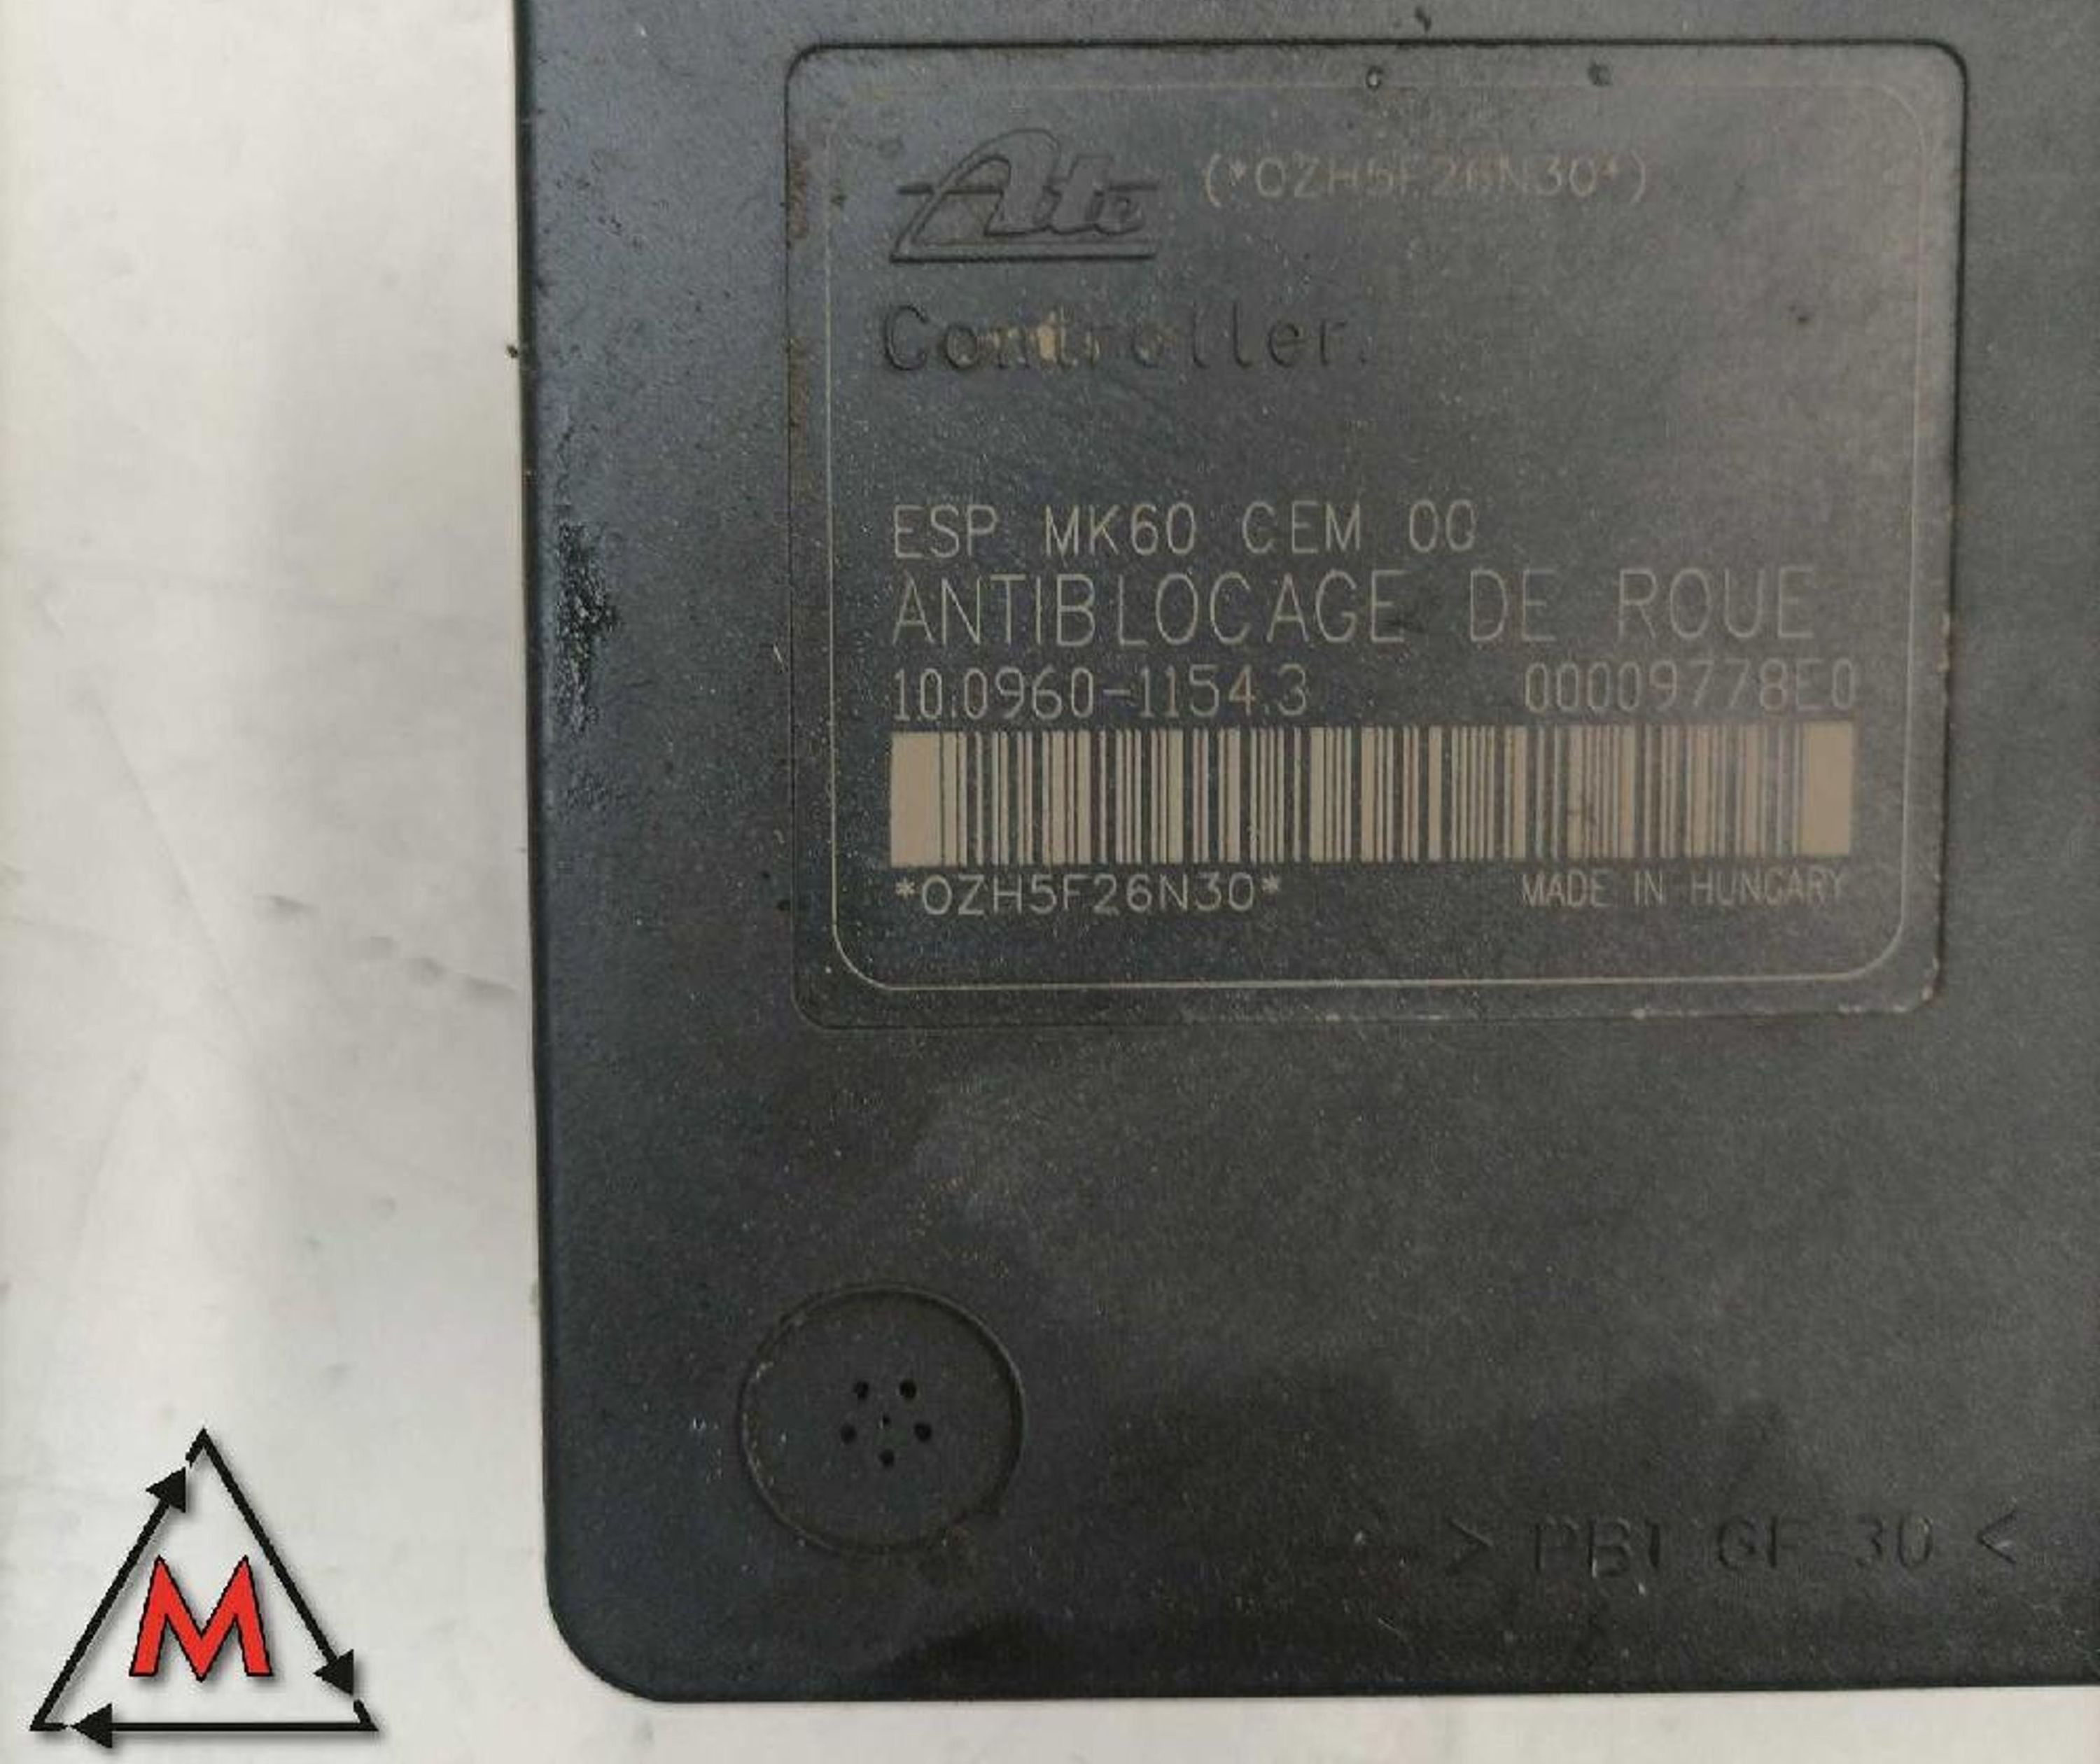 Ate (*OZH5F26N30*)
Controller.
ESP MK60 CEM 00
ANTIBLOCAGE DE ROUE
10.0960-1154.3 00009778E0
*OZH5F26N30* MADE IN HUNGARY
> PBT GF 30 <
M